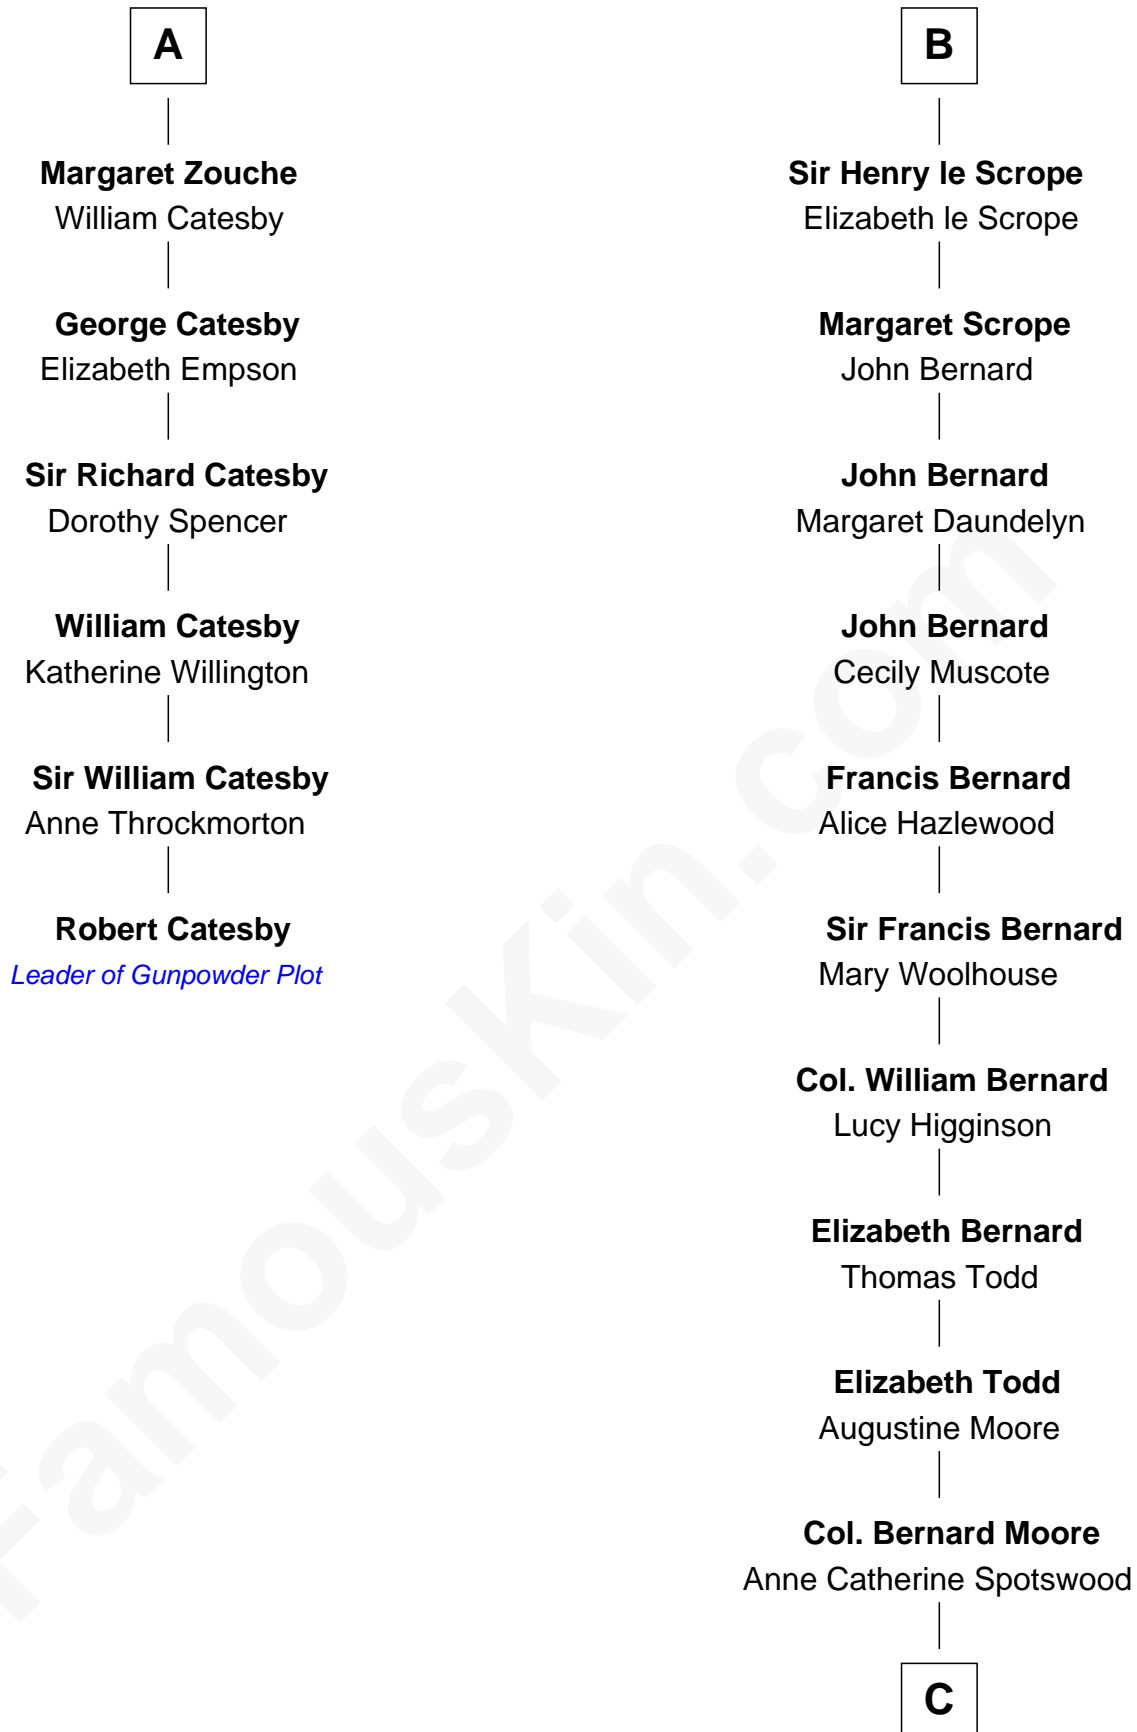 A
Margaret Zouche
William Catesby
George Catesby
Elizabeth Empson
Sir Richard Catesby
Dorothy Spencer
William Catesby
Katherine Willington
Sir William Catesby
Anne Throckmorton
Robert Catesby
Leader of Gunpowder Plot
B
Sir Henry le Scrope
Elizabeth le Scrope
Margaret Scrope
John Bernard
John Bernard
Margaret Daundelyn
John Bernard
Cecily Muscote
Francis Bernard
Alice Hazlewood
Sir Francis Bernard
Mary Woolhouse
Col. William Bernard
Lucy Higginson
Elizabeth Bernard
Thomas Todd
Elizabeth Todd
Augustine Moore
Col. Bernard Moore
Anne Catherine Spotswood
C
FamousKin.com